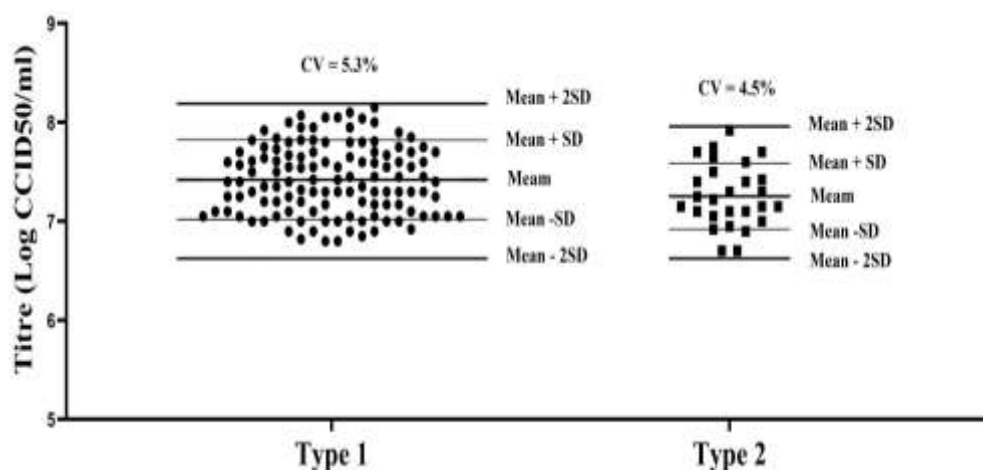 Titre (Log CCID50/ml)
9
8
7
6
5
CV = 5.3%
Mean + 2SD
Mean + SD
Meam
Mean -SD
Mean - 2SD
CV = 4.5%
Mean + 2SD
Mean + SD
Meam
Mean -SD
Mean - 2SD
Type 1
Type 2